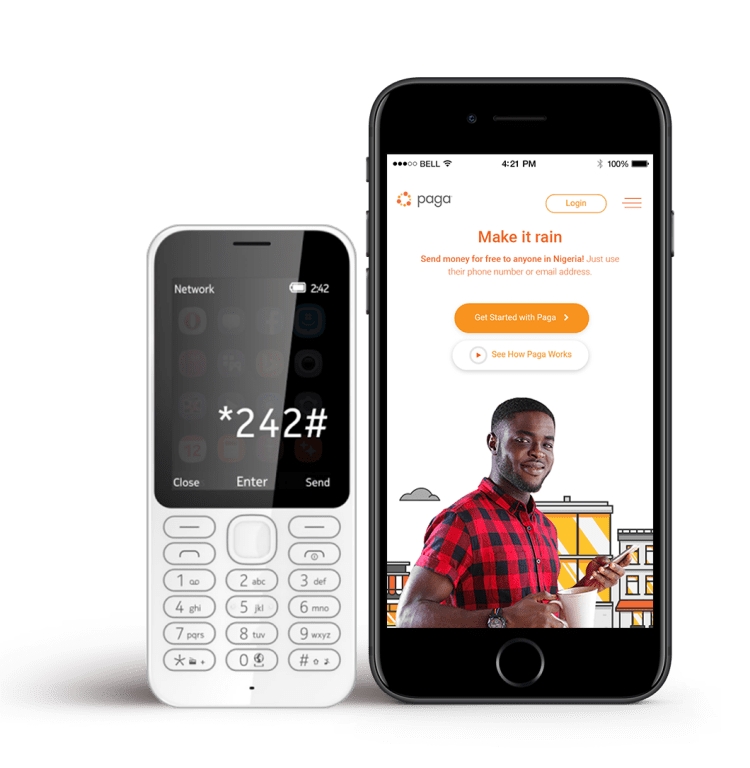 Network 2:42
*242#
Close Enter Send
1
2 abc
3 def
4 ghi
5 jkl
6 mno
7 pqrs
8 tuv
9 wxyz
* +
0
#
BELL 4:21 PM 100%
paga
Login
Make it rain
Send money for free to anyone in Nigeria! Just use
their phone number or email address.
Get Started with Paga
See How Paga Works